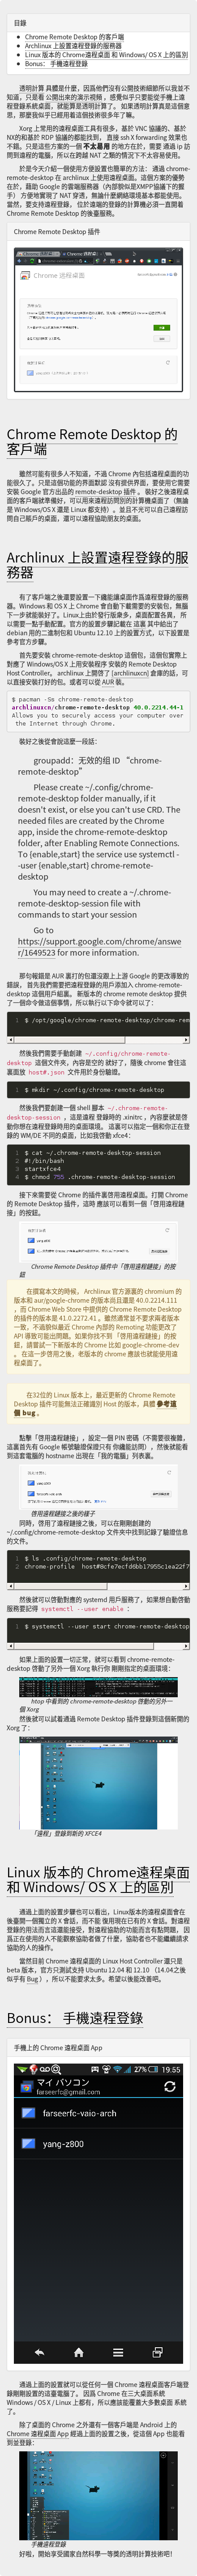 目錄
Chrome Remote Desktop 的客戶端
Archlinux 上設置遠程登錄的服務器
Linux 版本的 Chrome遠程桌面 和 Windows/ OS X 上的區別
Bonus： 手機遠程登錄
透明計算 具體是什麼，因爲他們沒有公開技術細節所以我並不
知道，只是看 公開出來的演示視頻，感覺似乎只要能從手機上遠
程登錄系統桌面，就能算是透明計算了。 如果透明計算真是這個意
思，那麼我似乎已經用着這個技術很多年了嘛。
Xorg 上常用的遠程桌面工具有很多，基於 VNC 協議的、基於
NX的和基於 RDP 協議的都能找到， 直接 ssh X forwarding 效果也
不錯。只是這些方案的一個 不太易用 的地方在於，需要 通過 ip 訪
問到遠程的電腦，所以在跨越 NAT 之類的情況下不太容易使用。
於是今天介紹一個使用方便設置也簡單的方法： 通過 chrome-
remote-desktop 在 archlinux 上使用遠程桌面。 這個方案的優勢
在於，藉助 Google 的雲端服務器（內部貌似是XMPP協議下的握
手）方便地實現了 NAT 穿透，無論什麼網絡環境基本都能使用。
當然，要支持遠程登錄， 位於遠端的登錄的計算機必須一直開着
Chrome Remote Desktop 的後臺服務。
Chrome Remote Desktop 插件
Chrome 远程桌面
Chrome Remote Desktop 的
客戶端
雖然可能有很多人不知道，不過 Chrome 內包括遠程桌面的功
能很久了。只是這個功能的界面默認 沒有提供界面，要使用它需要
安裝 Google 官方出品的 remote-desktop 插件 。 裝好之後遠程桌
面的客戶端就準備好，可以用來遠程訪問別的計算機桌面了（無論
是 Windows/OS X 還是 Linux 都支持）。並且不光可以自己遠程訪
問自己賬戶的桌面，還可以遠程協助朋友的桌面。
Archlinux 上設置遠程登錄的服
務器
有了客戶端之後還要設置一下纔能讓桌面作爲遠程登錄的服務
器。Windows 和 OS X 上 Chrome 會自動下載需要的安裝包，無腦
下一步就能裝好了。Linux上由於發行版衆多，桌面配置各異， 所
以需要一點手動配置。官方的設置步驟記載在 這裏 其中給出了
debian 用的二進制包和 Ubuntu 12.10 上的設置方式，以下設置是
參考官方步驟。
首先要安裝 chrome-remote-desktop 這個包，這個包實際上
對應了 Windows/OS X 上用安裝程序 安裝的 Remote Desktop
Host Controller。 archlinux 上開啓了 [archlinuxcn] 倉庫的話，可
以直接安裝打好的包。或者可以從 AUR 裝。
$ pacman -Ss chrome-remote-desktop
archlinuxcn/chrome-remote-desktop 40.0.2214.44-1
Allows you to securely access your computer over
the Internet through Chrome.
裝好之後從會說這麼一段話：
groupadd：无效的组 ID “chrome-
remote-desktop”
Please create ~/.config/chrome-
remote-desktop folder manually, if it
doesn't exist, or else you can't use CRD. The
needed files are created by the Chrome
app, inside the chrome-remote-desktop
folder, after Enabling Remote Connections.
To {enable,start} the service use systemctl -
-user {enable,start} chrome-remote-
desktop
You may need to create a ~/.chrome-
remote-desktop-session file with
commands to start your session
Go to
https://support.google.com/chrome/answe
r/1649523 for more information.
那句報錯是 AUR 裏打的包還沒跟上上游 Google 的更改導致的
錯誤， 首先我們需要把遠程登錄的用戶添加入 chrome-remote-
desktop 這個用戶組裏。 新版本的 chrome remote desktop 提供
了一個命令做這個事情，所以執行以下命令就可以了：
1 $ /opt/google/chrome-remote-desktop/chrome-rem
然後我們需要手動創建 ~/.config/chrome-remote-
desktop 這個文件夾，內容是空的 就好了，隨後 chrome 會往這
裏面放 host#.json 文件用於身份驗證。
1 $ mkdir ~/.config/chrome-remote-desktop
然後我們要創建一個 shell 腳本 ~/.chrome-remote-
desktop-session ，這是遠程 登錄時的 .xinitrc ，內容麼就是啓
動你想在遠程登錄時用的桌面環境。 這裏可以指定一個和你正在登
錄的 WM/DE 不同的桌面，比如我啓動 xfce4：
1 $ cat ~/.chrome-remote-desktop-session
2 #!/bin/bash
3 startxfce4
4 $ chmod 755 .chrome-remote-desktop-session
接下來需要從 Chrome 的插件裏啓用遠程桌面。打開 Chrome
的 Remote Desktop 插件，這時 應該可以看到一個「啓用遠程鏈
接」的按鈕。
Chrome Remote Desktop 插件中「啓用遠程鏈接」的按
鈕
在撰寫本文的時候， Archlinux 官方源裏的 chromium 的
版本和 aur/google-chrome 的版本尚且還是 40.0.2214.111
，而 Chrome Web Store 中提供的 Chrome Remote Desktop
的插件的版本是 41.0.2272.41 。雖然通常並不要求兩者版本
一致，不過貌似最近 Chrome 內部的 Remoting 功能更改了
API 導致可能出問題。如果你找不到 「啓用遠程鏈接」的按
鈕，請嘗試一下新版本的 Chrome 比如 google-chrome-dev
。 在這一步啓用之後，老版本的 chrome 應該也就能使用遠
程桌面了。
在32位的 Linux 版本上，最近更新的 Chrome Remote
Desktop 插件可能無法正確識別 Host 的版本，具體 參考這
個 bug 。
點擊「啓用遠程鏈接」，設定一個 PIN 密碼（不需要很複雜，
這裏首先有 Google 帳號驗證保證只有 你纔能訪問），然後就能看
到這套電腦的 hostname 出現在「我的電腦」列表裏。
啓用遠程鏈接之後的樣子
同時，啓用了遠程鏈接之後，可以在剛剛創建的
~/.config/chrome-remote-desktop 文件夾中找到記錄了驗證信息
的文件。
1 $ ls .config/chrome-remote-desktop
2 chrome-profile  host#8cfe7ecfd6bb17955c1ea22f7
然後就可以啓動對應的 systemd 用戶服務了，如果想自動啓動
服務要記得 systemctl --user enable ：
1 $ systemctl --user start chrome-remote-desktop
如果上面的設置一切正常，就可以看到 chrome-remote-
desktop 啓動了另外一個 Xorg 執行你 剛剛指定的桌面環境：
htop 中看到的 chrome-remote-desktop 啓動的另外一
個 Xorg
然後就可以試着通過 Remote Desktop 插件登錄到這個新開的
Xorg 了：
「遠程」登錄到新的 XFCE4
Linux 版本的 Chrome遠程桌面
和 Windows/ OS X 上的區別
通過上面的設置步驟也可以看出，Linux版本的遠程桌面會在
後臺開一個獨立的 X 會話，而不能 復用現在已有的 X 會話。對遠程
登錄的用法而言這還能接受，對遠程協助的功能而言有點問題， 因
爲正在使用的人不能觀察協助者做了什麼，協助者也不能繼續請求
協助的人的操作。
當然目前 Chrome 遠程桌面的 Linux Host Controller 還只是
beta 版本，官方只測試支持 Ubuntu 12.04 和 12.10 （14.04之後
似乎有 Bug ），所以不能要求太多。希望以後能改善吧。
Bonus： 手機遠程登錄
手機上的 Chrome 遠程桌面 App
27% 19:55
マイ パソコン
farseerfc@gmail.com
farseerfc-vaio-arch
yang-z800
通過上面的設置就可以從任何一個 Chrome 遠程桌面客戶端登
錄剛剛設置的這臺電腦了。 因爲 Chrome 在三大桌面系統
Windows / OS X / Linux 上都有，所以應該能覆蓋大多數桌面 系統
了。
除了桌面的 Chrome 之外還有一個客戶端是 Android 上的
Chrome 遠程桌面 App 經過上面的設置之後，從這個 App 也能看
到並登錄：
手機遠程登錄
好啦，開始享受國家自然科學一等獎的透明計算技術吧！